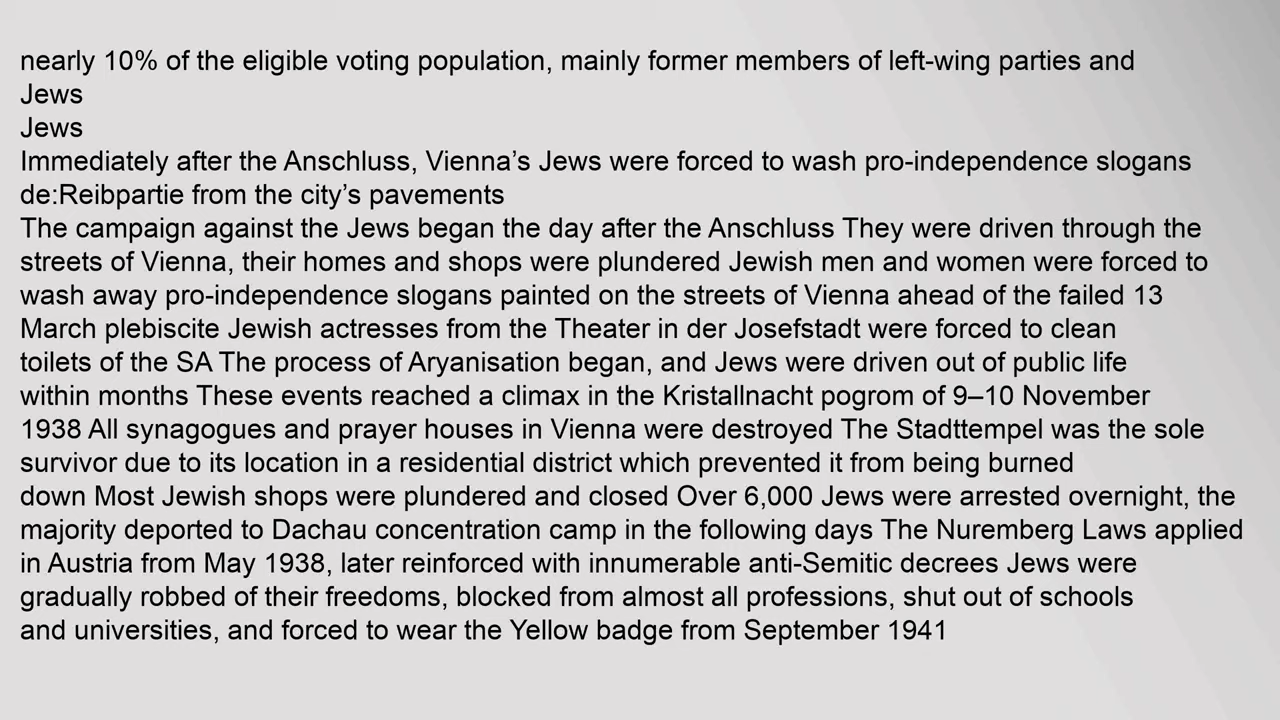 nearly 10% of the eligible voting population, mainly former members of left-wing parties and
Jews
Jews
Immediately after the Anschluss, Vienna’s Jews were forced to wash pro-independence slogans
de:Reibpartie from the city’s pavements
The campaign against the Jews began the day after the Anschluss They were driven through the
streets of Vienna, their homes and shops were plundered Jewish men and women were forced to
wash away pro-independence slogans painted on the streets of Vienna ahead of the failed 13
March plebiscite Jewish actresses from the Theater in der Josefstadt were forced to clean
toilets of the SA The process of Aryanisation began, and Jews were driven out of public life
within months These events reached a climax in the Kristallnacht pogrom of 9–10 November
1938 All synagogues and prayer houses in Vienna were destroyed The Stadttempel was the sole
survivor due to its location in a residential district which prevented it from being burned
down Most Jewish shops were plundered and closed Over 6,000 Jews were arrested overnight, the
majority deported to Dachau concentration camp in the following days The Nuremberg Laws applied
in Austria from May 1938, later reinforced with innumerable anti-Semitic decrees Jews were
gradually robbed of their freedoms, blocked from almost all professions, shut out of schools
and universities, and forced to wear the Yellow badge from September 1941